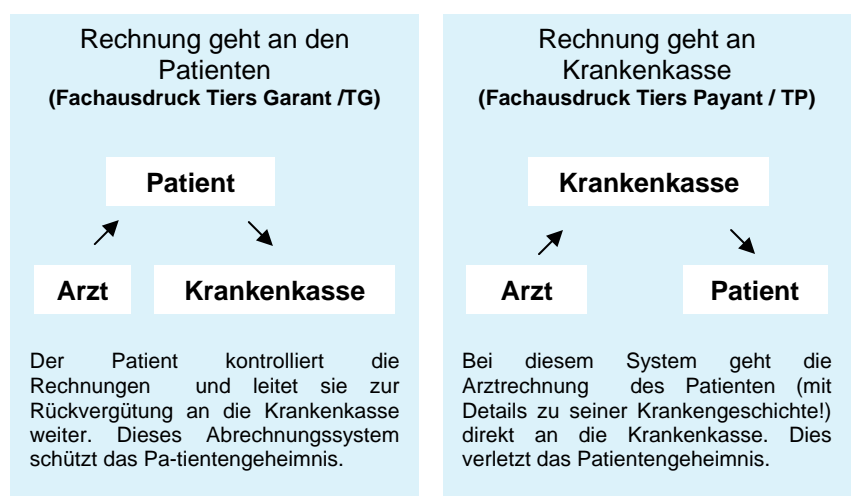 Rechnung geht an den
Patienten
(Fachausdruck Tiers Garant /TG)
Patient
Arzt
Krankenkasse
Der Patient kontrolliert die
Rechnungen und leitet sie zur
Rückvergütung an die Krankenkasse
weiter. Dieses Abrechnungssystem
schützt das Pa-tientengeheimnis.
Rechnung geht an
Krankenkasse
(Fachausdruck Tiers Payant / TP)
Krankenkasse
Arzt
Patient
Bei diesem System geht die
Arztrechnung des Patienten (mit
Details zu seiner Krankengeschichte!)
direkt an die Krankenkasse. Dies
verletzt das Patientengeheimnis.